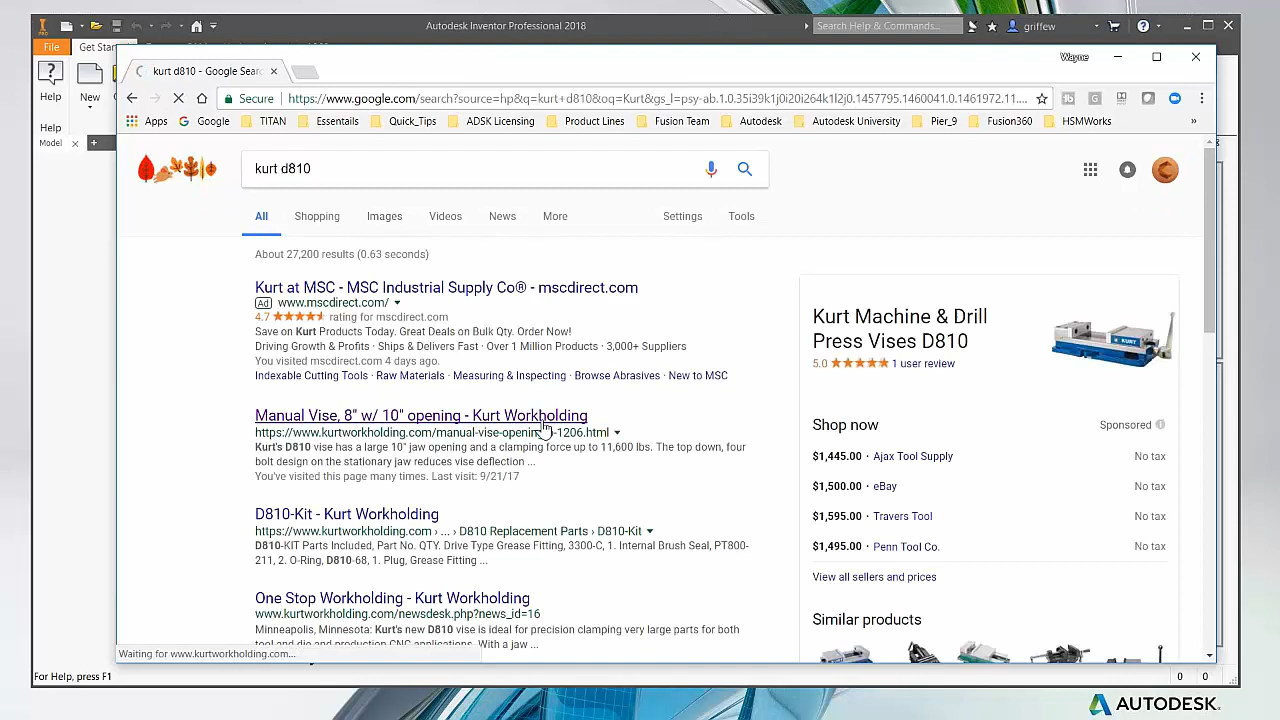 Autodesk Inventor Professional 2018
Search Help & Commands...
griffew
File
Get Star
Help
New
Help
Model
kurt d810 - Google Searc
Wayne
Secure
https://www.google.com/search?source=hp&q=kurt+d810&oq=Kurt&gs_l=psy-ab.1.0.35i39k1j0i20i264k1l2j0.1457795.1460041.0.1461972.11....
Apps
Google
TITAN
Essentails
Quick_Tips
ADSK Licensing
Product Lines
Fusion Team
Autodesk
Autodesk University
Pier_9
Fusion360
HSMWorks
»
kurt d810
All
Shopping
Images
Videos
News
More
Settings
Tools
About 27,200 results (0.63 seconds)
Kurt at MSC - MSC Industrial Supply Co® - mscdirect.com
Ad www.mscdirect.com/
4.7 rating for mscdirect.com
Save on Kurt Products Today. Great Deals on Bulk Qty. Order Now!
Driving Growth & Profits · Ships & Delivers Fast · Over 1 Million Products · 3,000+ Suppliers
You visited mscdirect.com 4 days ago.
Indexable Cutting Tools · Raw Materials · Measuring & Inspecting · Browse Abrasives · New to MSC
Manual Vise, 8" w/ 10" opening - Kurt Workholding
https://www.kurtworkholding.com/manual-vise-opening-p-1206.html
Kurt's D810 vise has a large 10" jaw opening and a clamping force up to 11,600 lbs. The top down, four
bolt design on the stationary jaw reduces vise deflection ...
You've visited this page many times. Last visit: 9/21/17
D810-Kit - Kurt Workholding
https://www.kurtworkholding.com › ... › D810 Replacement Parts › D810-Kit
D810-KIT Parts Included, Part No. QTY. Drive Type Grease Fitting, 3300-C, 1. Internal Brush Seal, PT800-
211, 2. O-Ring, D810-68, 1. Plug, Grease Fitting ...
One Stop Workholding - Kurt Workholding
www.kurtworkholding.com/newsdesk.php?news_id=16
Minneapolis, Minnesota: Kurt's new D810 vise is ideal for precision clamping very large parts for both
tool and die and production CNC applications. With a jaw ...
Kurt Machine & Drill
Press Vises D810
KURT
5.0 1 user review
Shop now
Sponsored
$1,445.00 · Ajax Tool Supply No tax
$1,500.00 · eBay No tax
$1,595.00 · Travers Tool No tax
$1,495.00 · Penn Tool Co. No tax
View all sellers and prices
Similar products
Waiting for www.kurtworkholding.com...
For Help, press F1
0 0
AUTODESK.